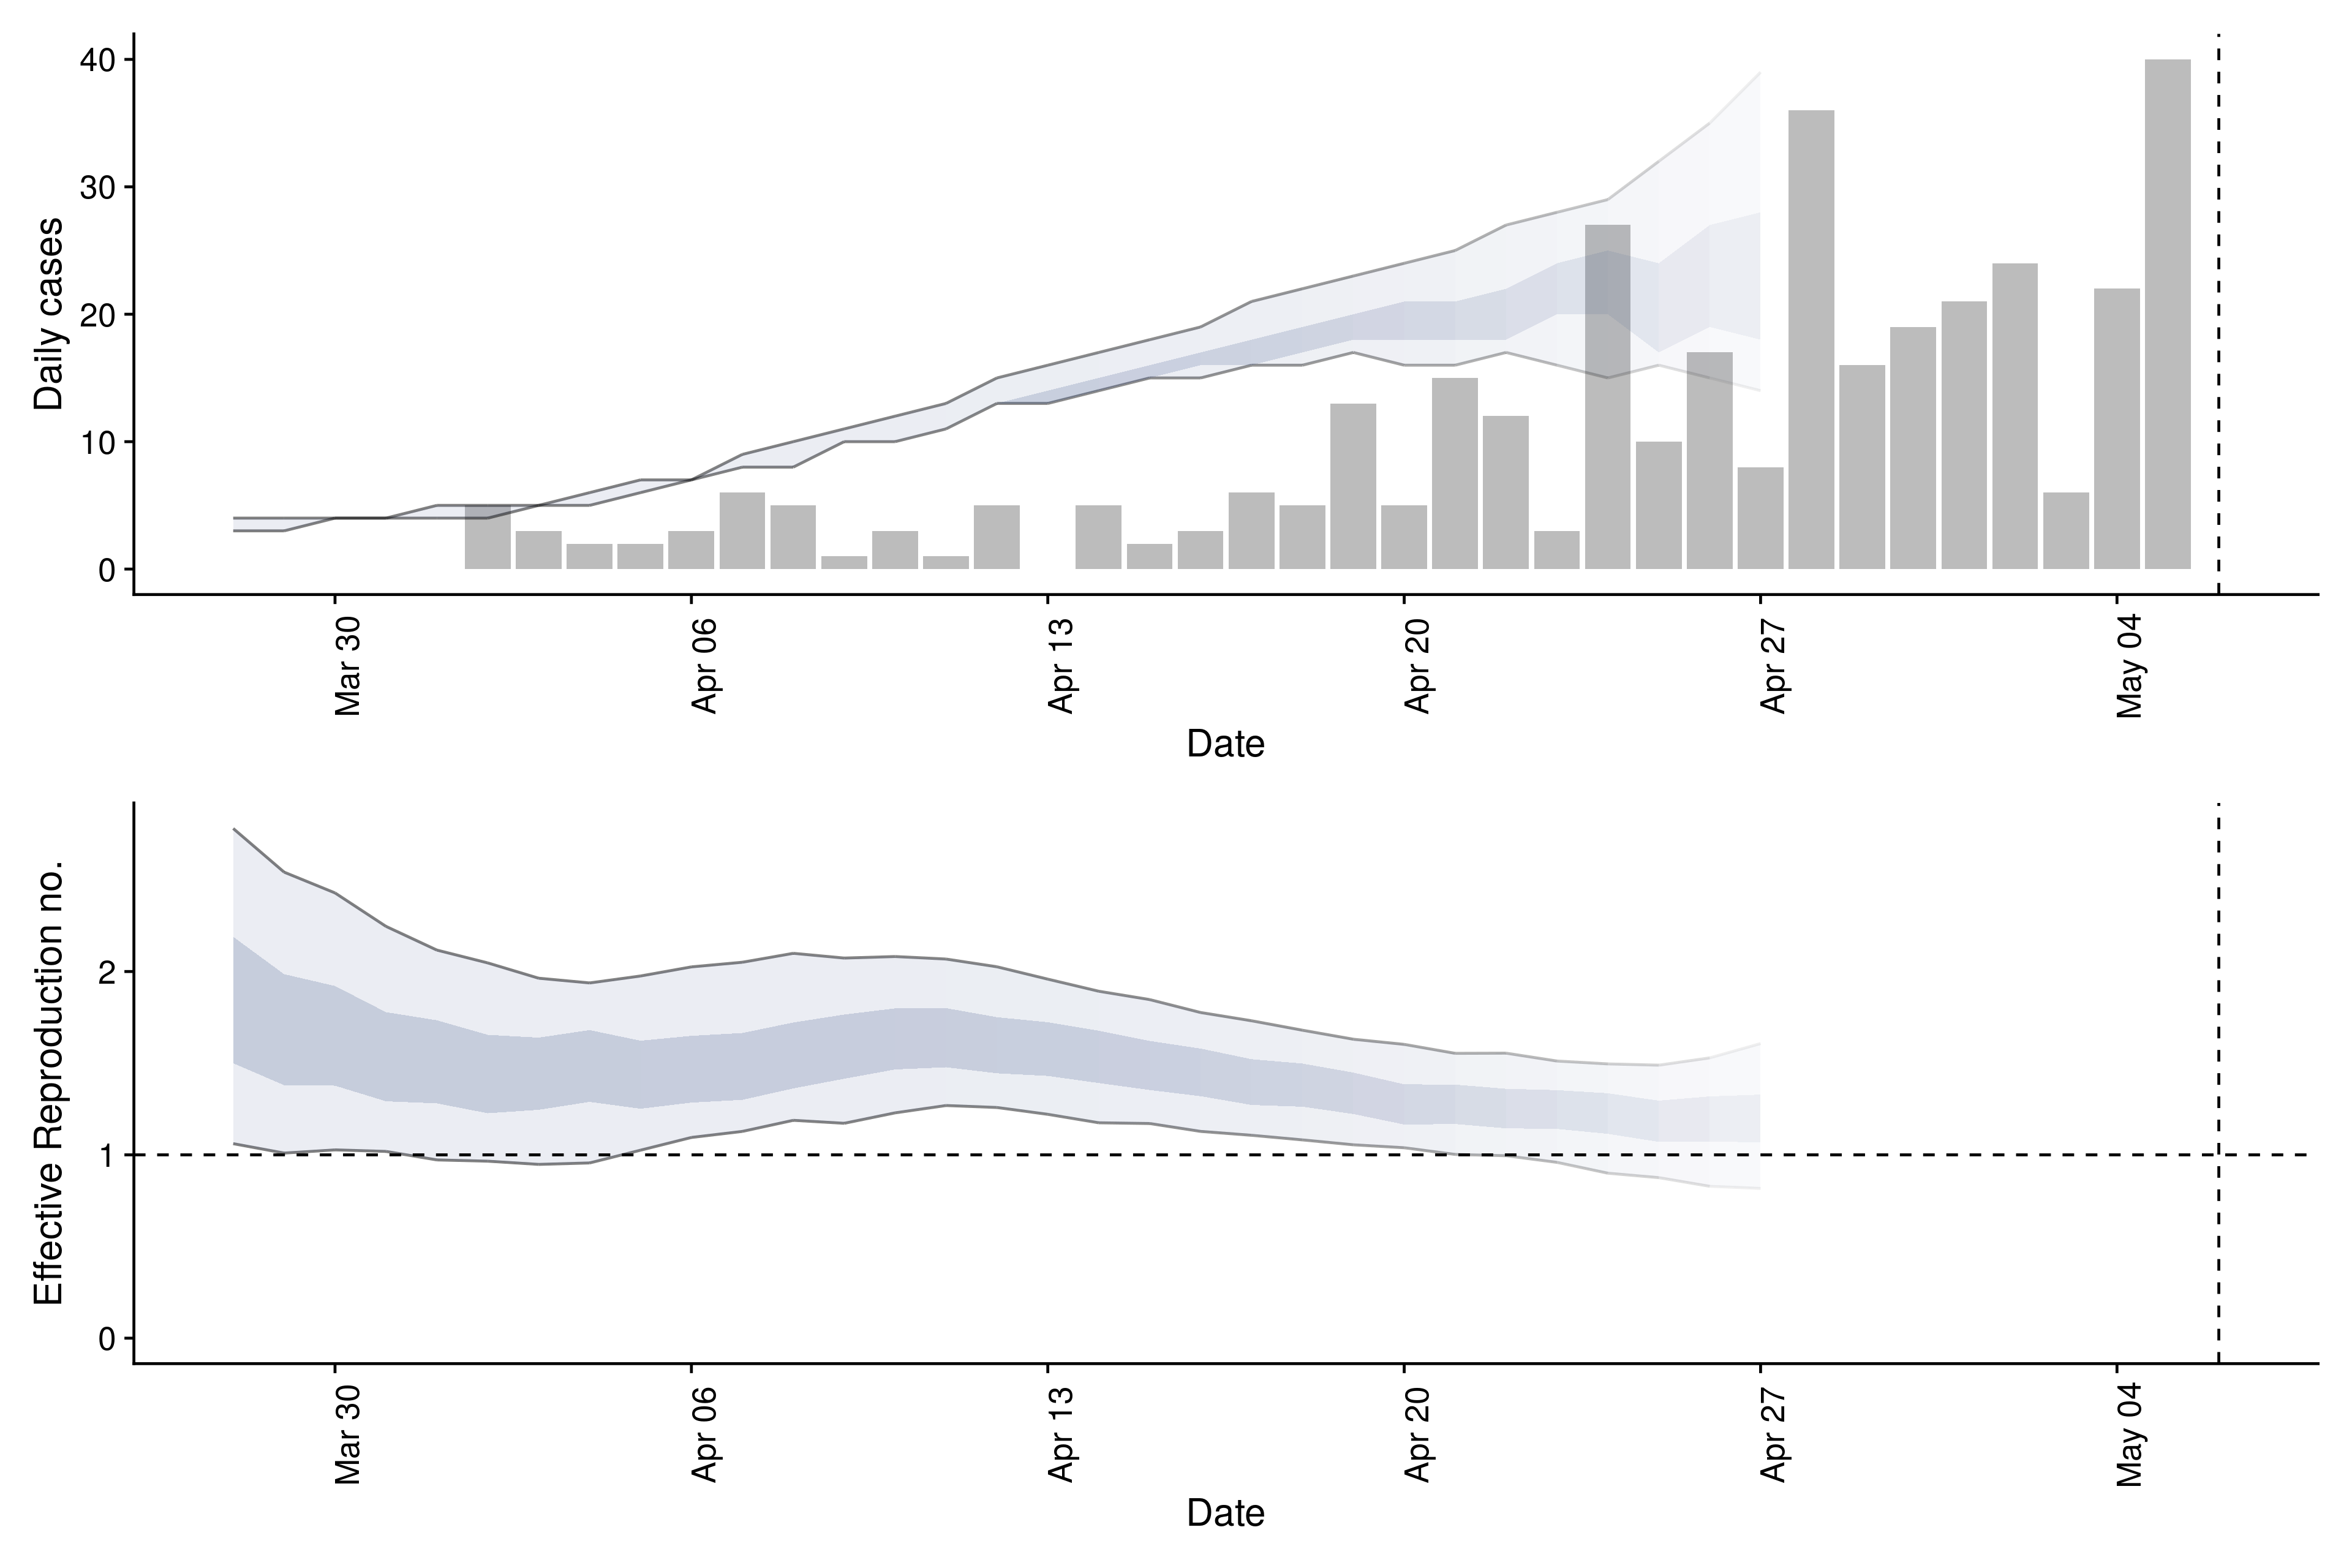 Daily cases
40
30
20
10
0
Mar 30
Apr 06
Apr 13
Apr 20
Apr 27
May 04
Date
Effective Reproduction no.
2
1
0
Mar 30
Apr 06
Apr 13
Apr 20
Apr 27
May 04
Date